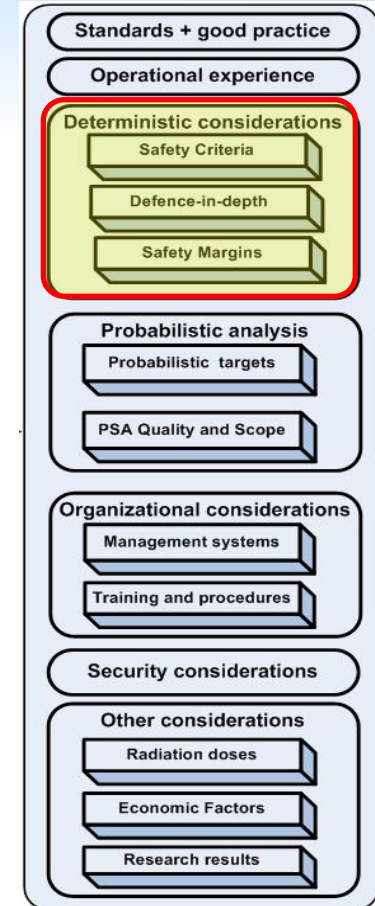 Standards + good practice
Operational experience
Deterministic considerations
Safety Criteria
Defence-in-depth
Safety Margins
Probabilistic analysis
Probabilistic targets
PSA Quality and Scope
Organizational considerations
Management systems
Training and procedures
Security considerations
Other considerations
Radiation doses
Economic Factors
Research results